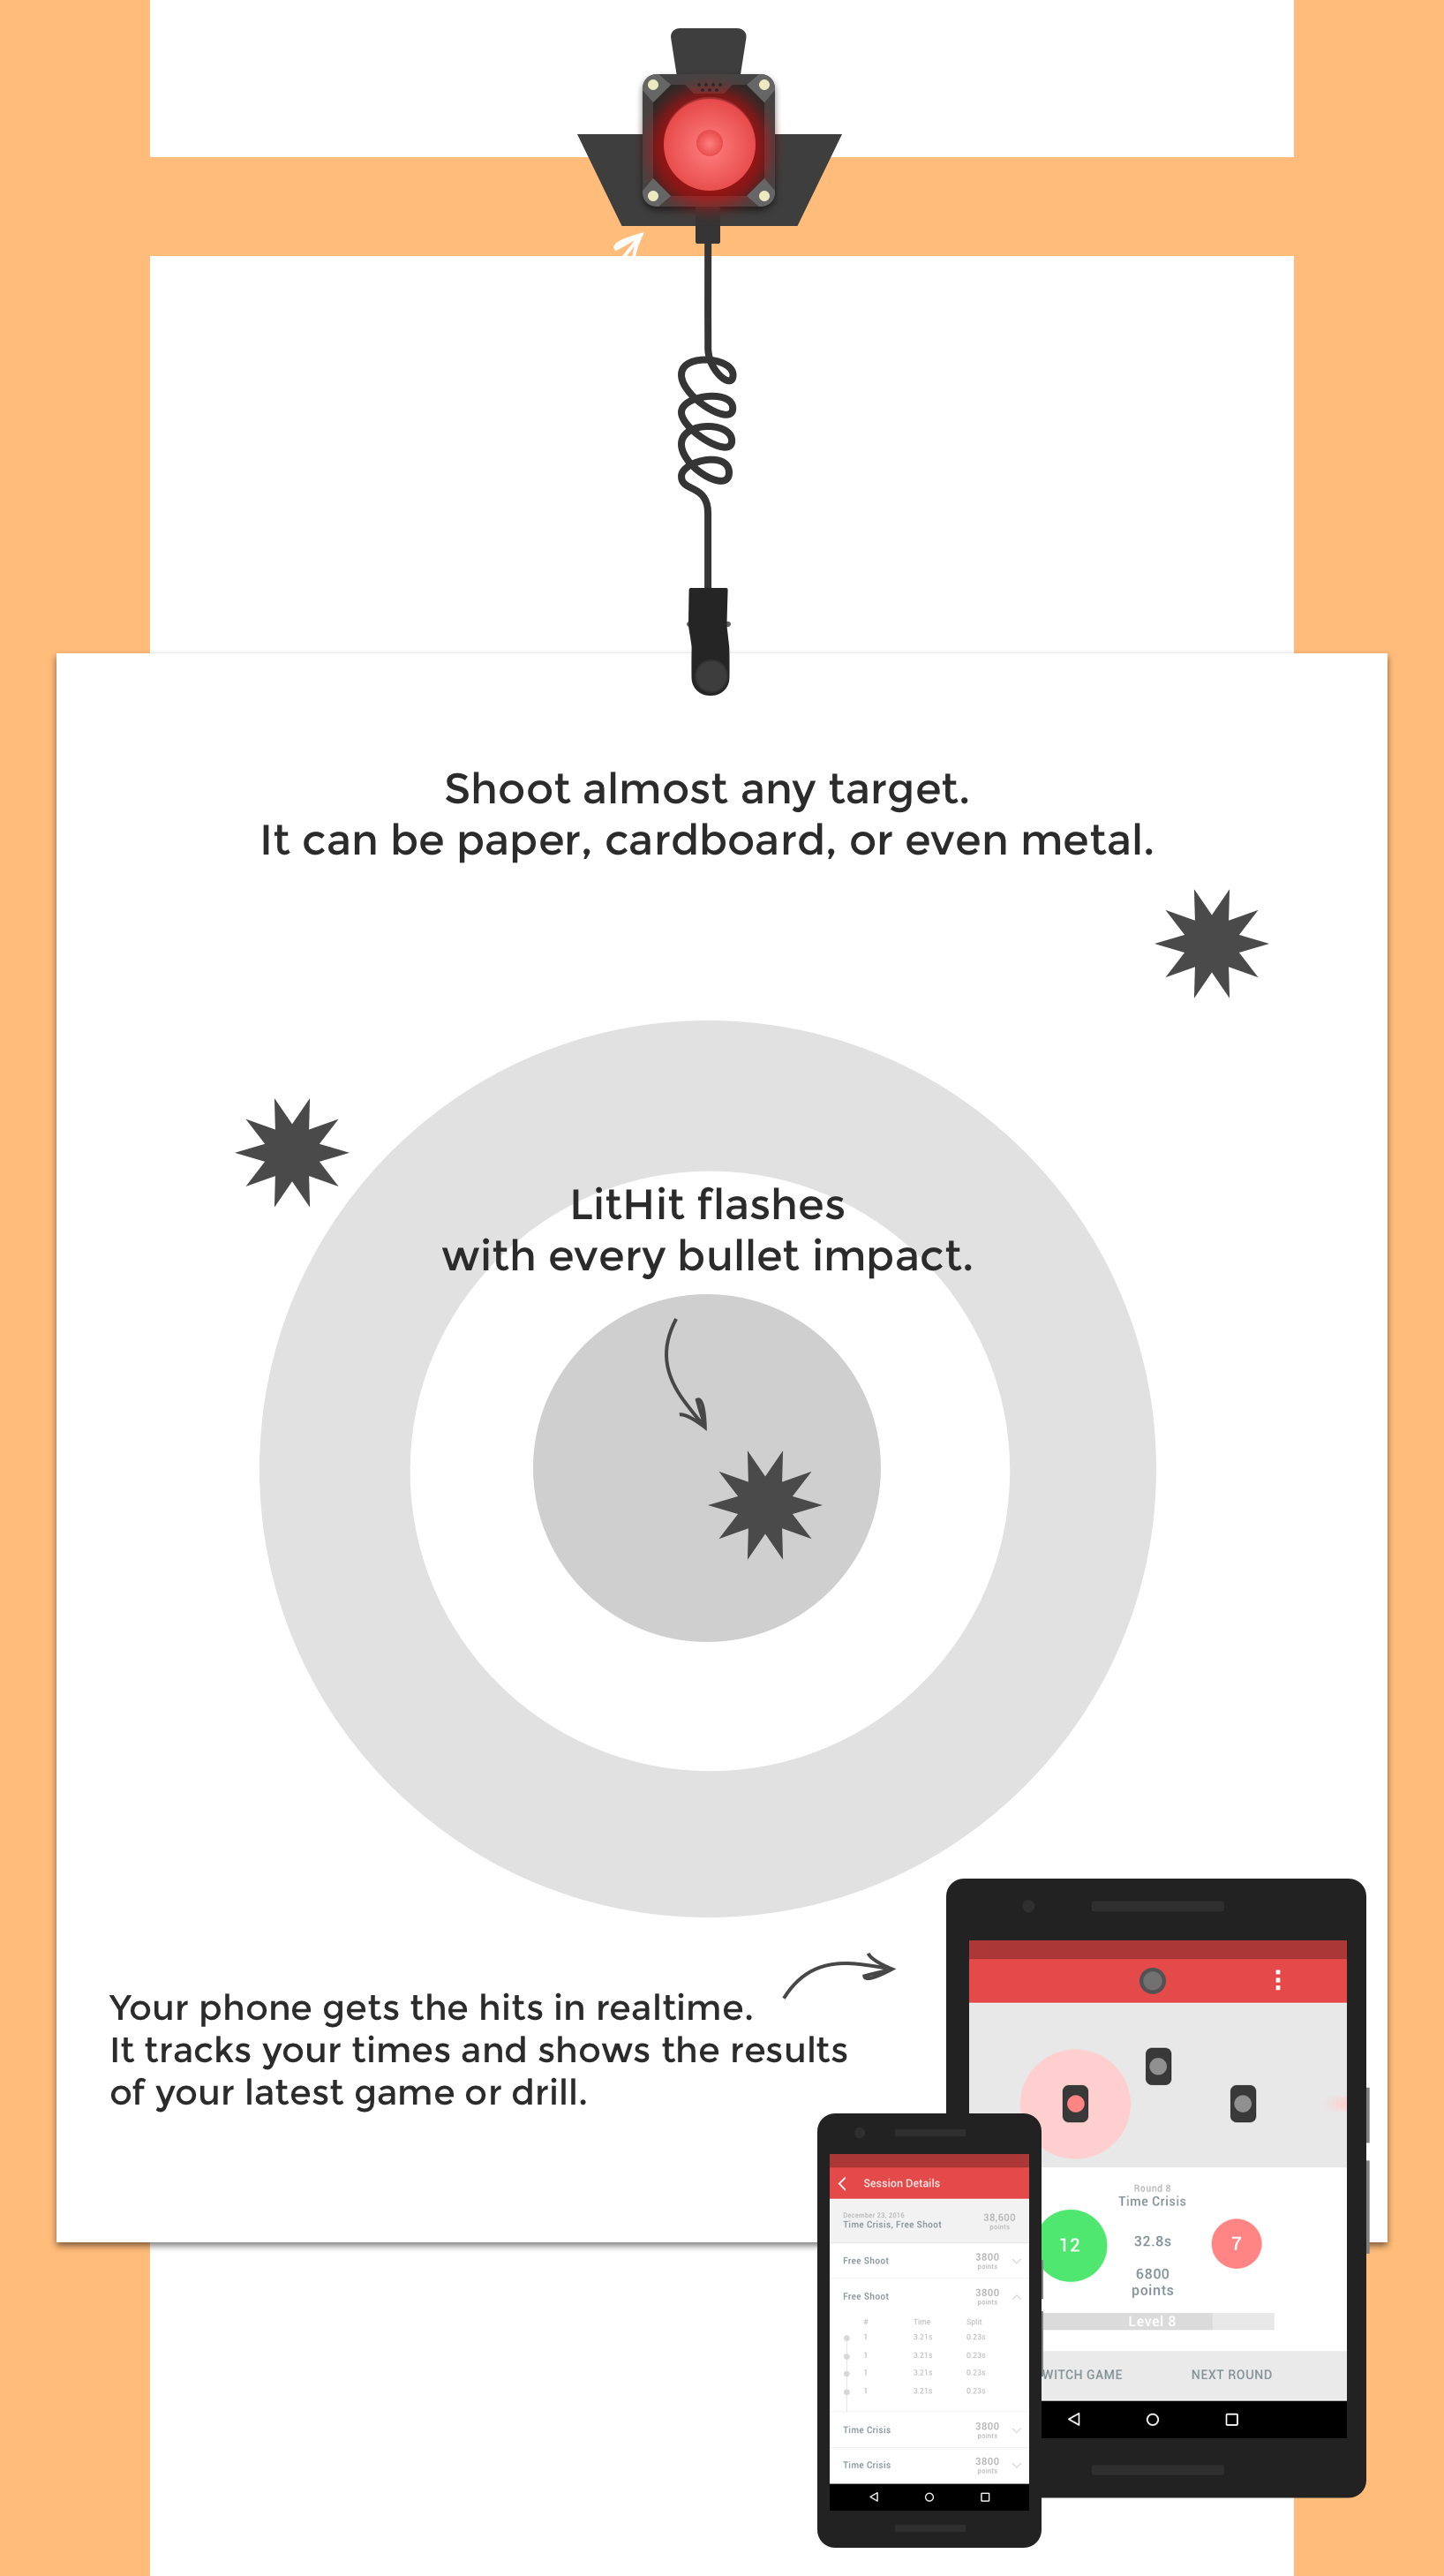 Shoot almost any target.
It can be paper, cardboard, or even metal.
LitHit flashes
with every bullet impact.
Your phone gets the hits in realtime.
It tracks your times and shows the results
of your latest game or drill.
Round 8
Time Crisis
12
32.8s
7
6800
points
Level 8
WITCH GAME
NEXT ROUND
Session Details
December 23, 2016
Time Crisis, Free Shoot
38,600
points
Free Shoot
3800
points
Free Shoot
3800
points
# Time Split
1 3.21s 0.23s
1 3.21s 0.23s
1 3.21s 0.23s
1 3.21s 0.23s
Time Crisis
3800
points
Time Crisis
3800
points